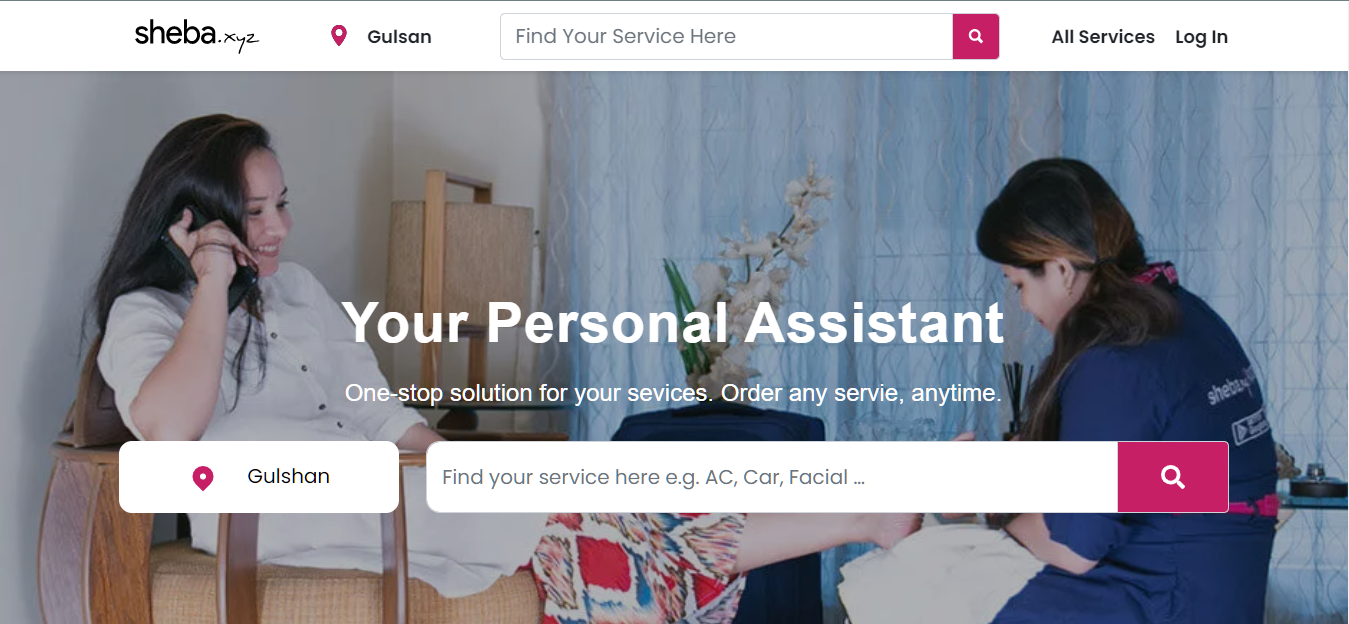 sheba.xyz
Gulsan
Find Your Service Here
All Services
Log In
Your Personal Assistant
One-stop solution for your sevices. Order any servie, anytime.
sheba.xyz
Gulshan
Find your service here e.g. AC, Car, Facial ...